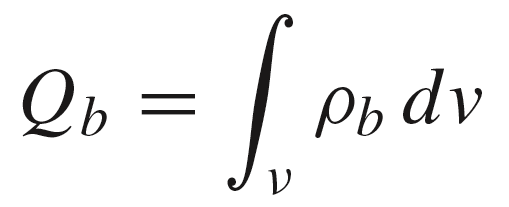 Q_b = ∫_v ρ_b dv